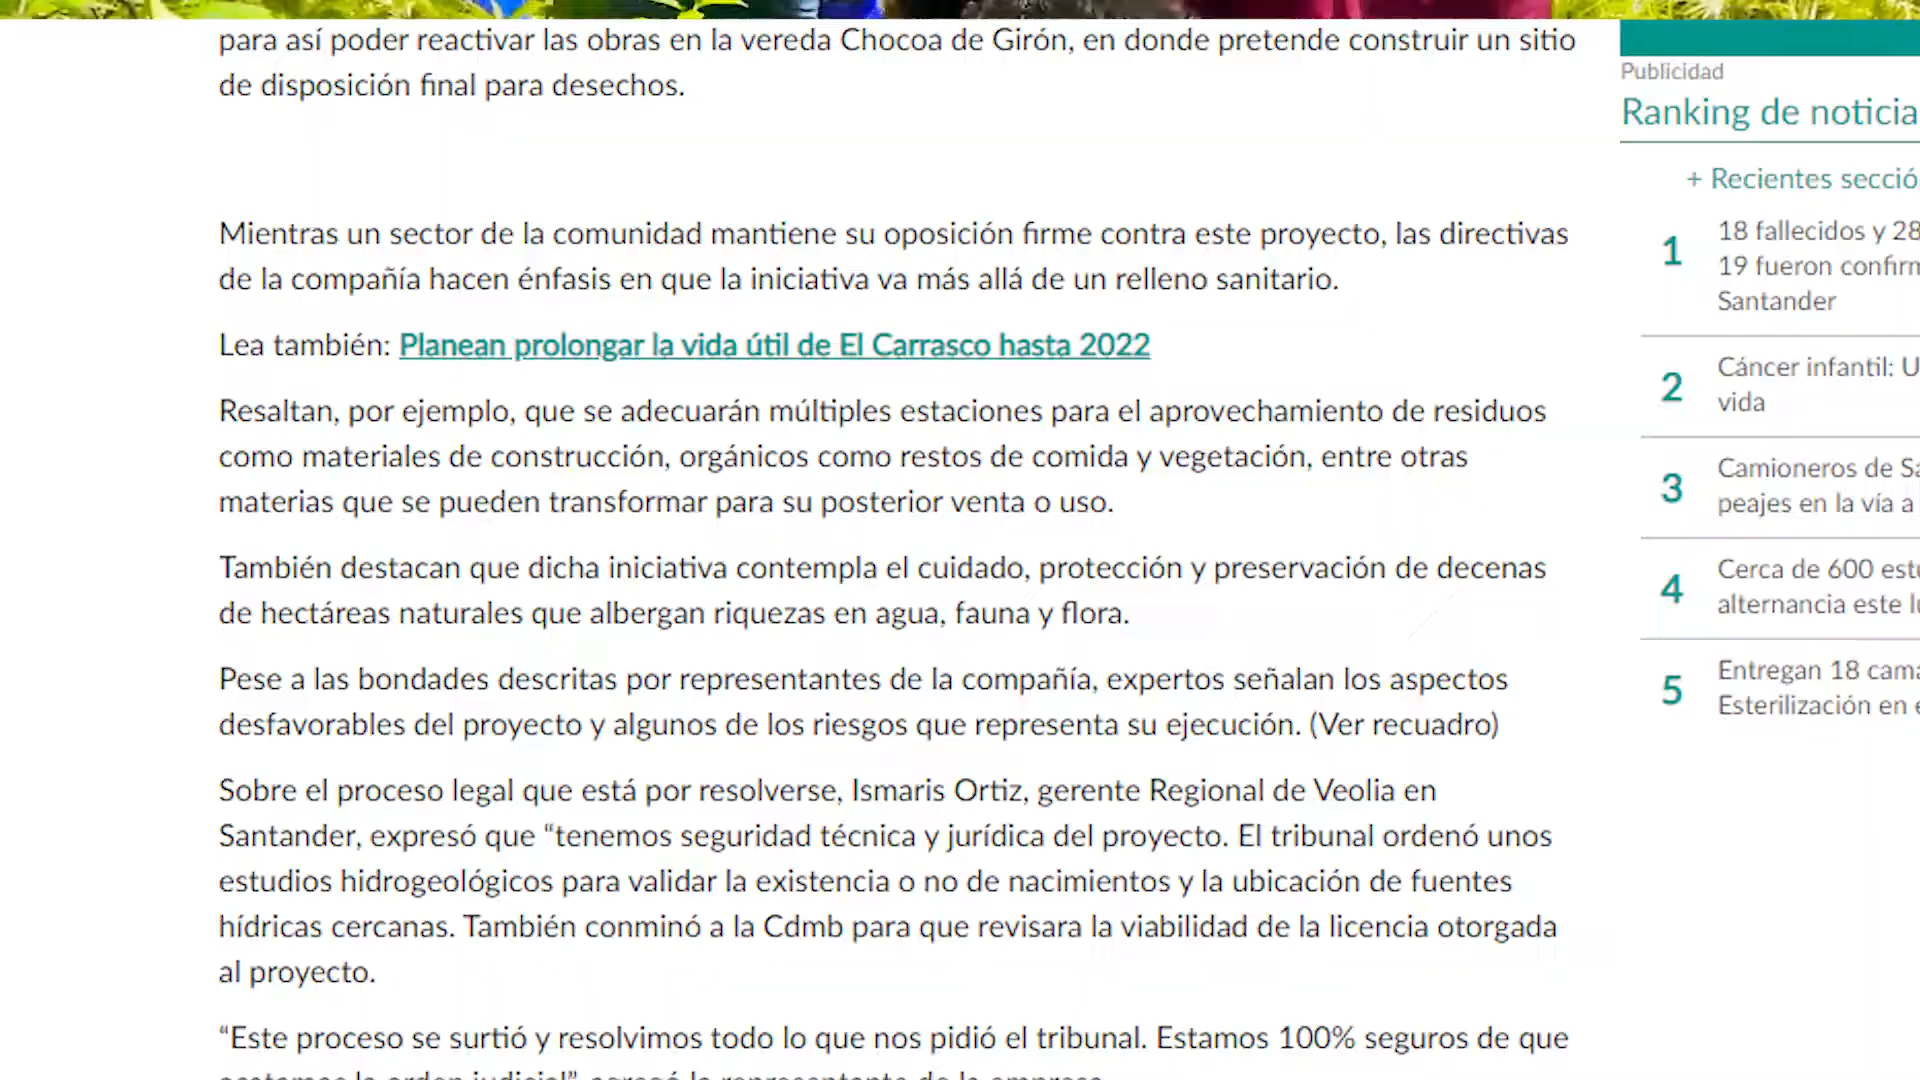 para así poder reactivar las obras en la vereda Chocoa de Girón, en donde pretende construir un sitio
de disposición final para desechos.
Mientras un sector de la comunidad mantiene su oposición firme contra este proyecto, las directivas
de la compañía hacen énfasis en que la iniciativa va más allá de un relleno sanitario.
Lea también: Planean prolongar la vida útil de El Carrasco hasta 2022
Resaltan, por ejemplo, que se adecuarán múltiples estaciones para el aprovechamiento de residuos
como materiales de construcción, orgánicos como restos de comida y vegetación, entre otras
materias que se pueden transformar para su posterior venta o uso.
También destacan que dicha iniciativa contempla el cuidado, protección y preservación de decenas
de hectáreas naturales que albergan riquezas en agua, fauna y flora.
Pese a las bondades descritas por representantes de la compañía, expertos señalan los aspectos
desfavorables del proyecto y algunos de los riesgos que representa su ejecución. (Ver recuadro)
Sobre el proceso legal que está por resolverse, Ismaris Ortiz, gerente Regional de Veolia en
Santander, expresó que “tenemos seguridad técnica y jurídica del proyecto. El tribunal ordenó unos
estudios hidrogeológicos para validar la existencia o no de nacimientos y la ubicación de fuentes
hídricas cercanas. También conminó a la Cdmb para que revisara la viabilidad de la licencia otorgada
al proyecto.
“Este proceso se surtió y resolvimos todo lo que nos pidió el tribunal. Estamos 100% seguros de que
Publicidad
Ranking de noticia
+ Recientes secció
1 18 fallecidos y 28
19 fueron confirm
Santander
2 Cáncer infantil: U
vida
3 Camioneros de Sa
peajes en la vía a
4 Cerca de 600 estu
alternancia este lu
5 Entregan 18 cama
Esterilización en e